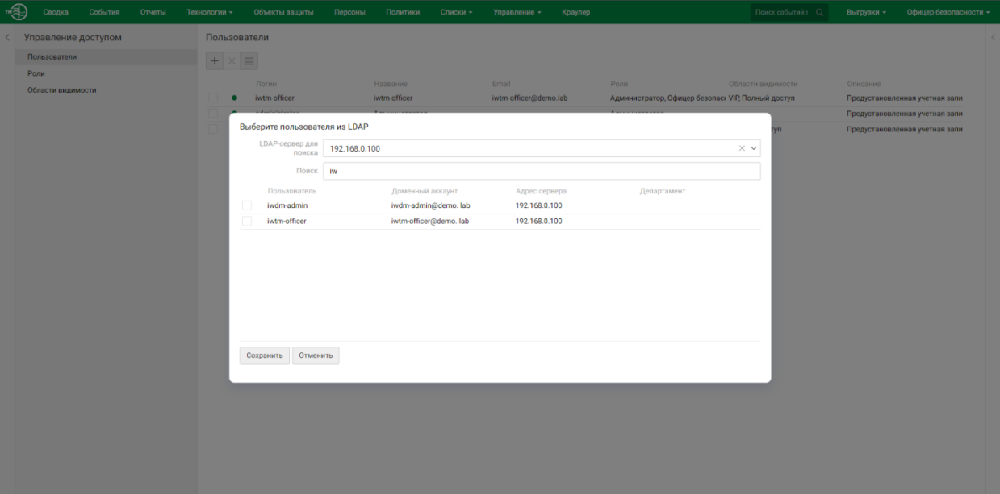 TM Сводка События Отчеты Технологии Объекты защиты Персоны Политики Списки Управление Краулер Поиск событий Выгрузки Офицер безопасности
Управление доступом
Пользователи
Роли
Области видимости
Пользователи
Логин Название Email Роли Области видимости Описание
iwtm-officer iwtm-officer iwtm-officer@demo.lab Администратор, Офицер безопасн VIP, Полный доступ Предустановленная учетная запи
Предустановленная учетная запи
туп Предустановленная учетная запи
Выберите пользователя из LDAP
LDAP-сервер для
поиска
192.168.0.100
Поиск iw
Пользователь Доменный аккаунт Адрес сервера Департамент
iwdm-admin iwdm-admin@demo. lab 192.168.0.100
iwtm-officer iwtm-officer@demo. lab 192.168.0.100
Сохранить Отменить